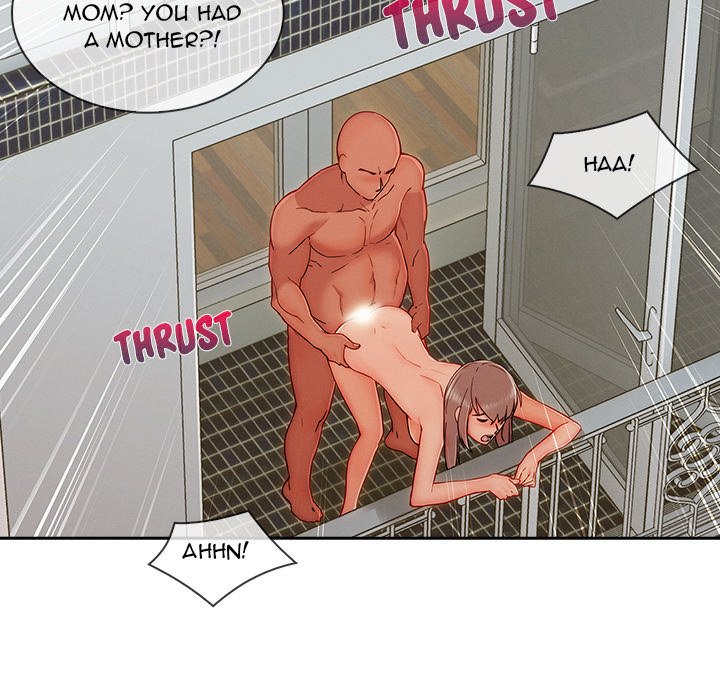 MOM? YOU HAD
A MOTHER?!
THRUST
HAA!
THRUST
AHHN!